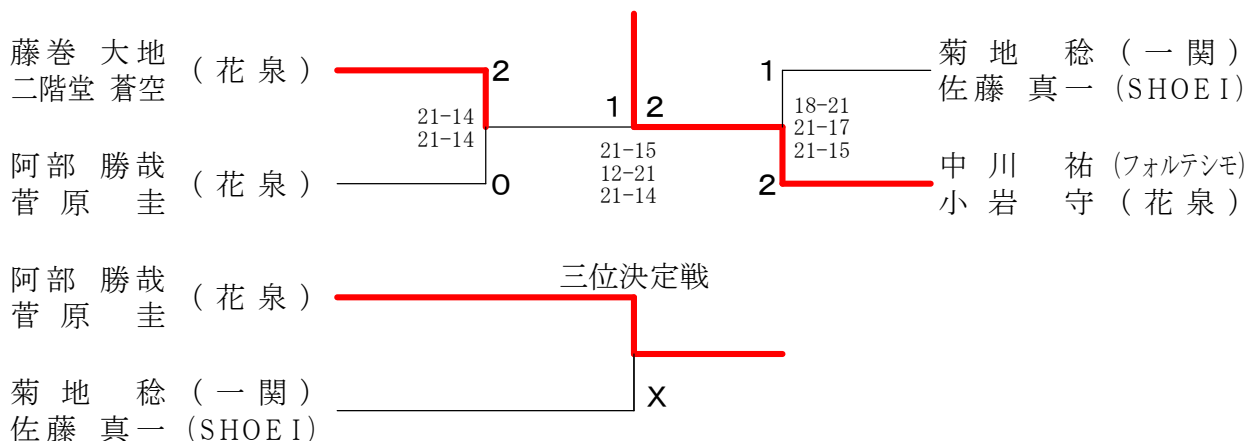 藤巻 大地
二階堂 蒼空
(花泉)
2
21-14
21-14
阿部 勝哉
菅原 圭
(花泉)
0
1
2
21-15
12-21
21-14
1
18-21
21-17
21-15
2
菊地 稔 (一関)
佐藤 真一 (SHOEI)
中川 祐 (フォルテシモ)
小岩 守 (花泉)
三位決定戦
阿部 勝哉
菅原 圭
(花泉)
菊地 稔 (一関)
佐藤 真一 (SHOEI)
X